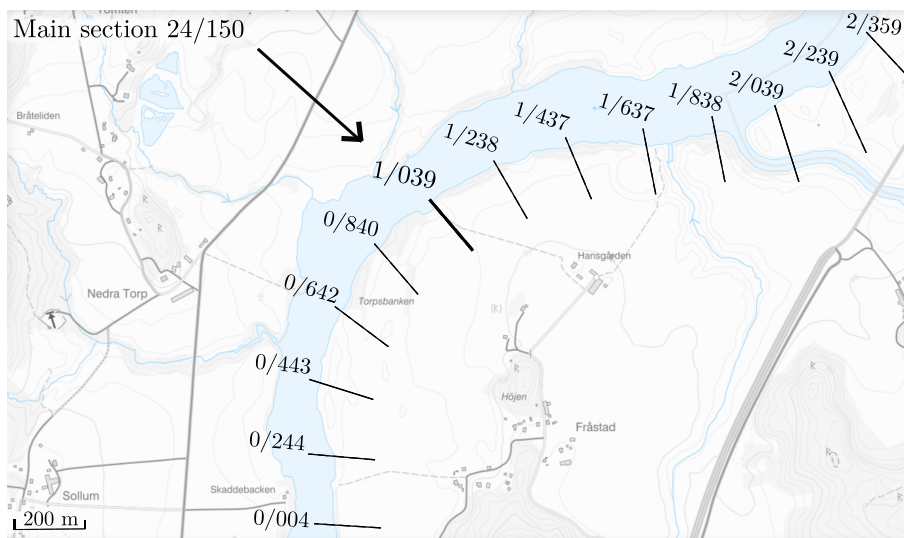 Tomten
Main section 24/150
2/359
2/239
2/039
1/838
1/637
1/437
1/238
Bråteliden
1/039
R
0/840
Hansgården
Nedra Torp
0/642
Torpsbanken
(R)
0/443
R
Höjen
Fråstad
0/244
R
Sollum
Skaddebacken
R
200 m
0/004